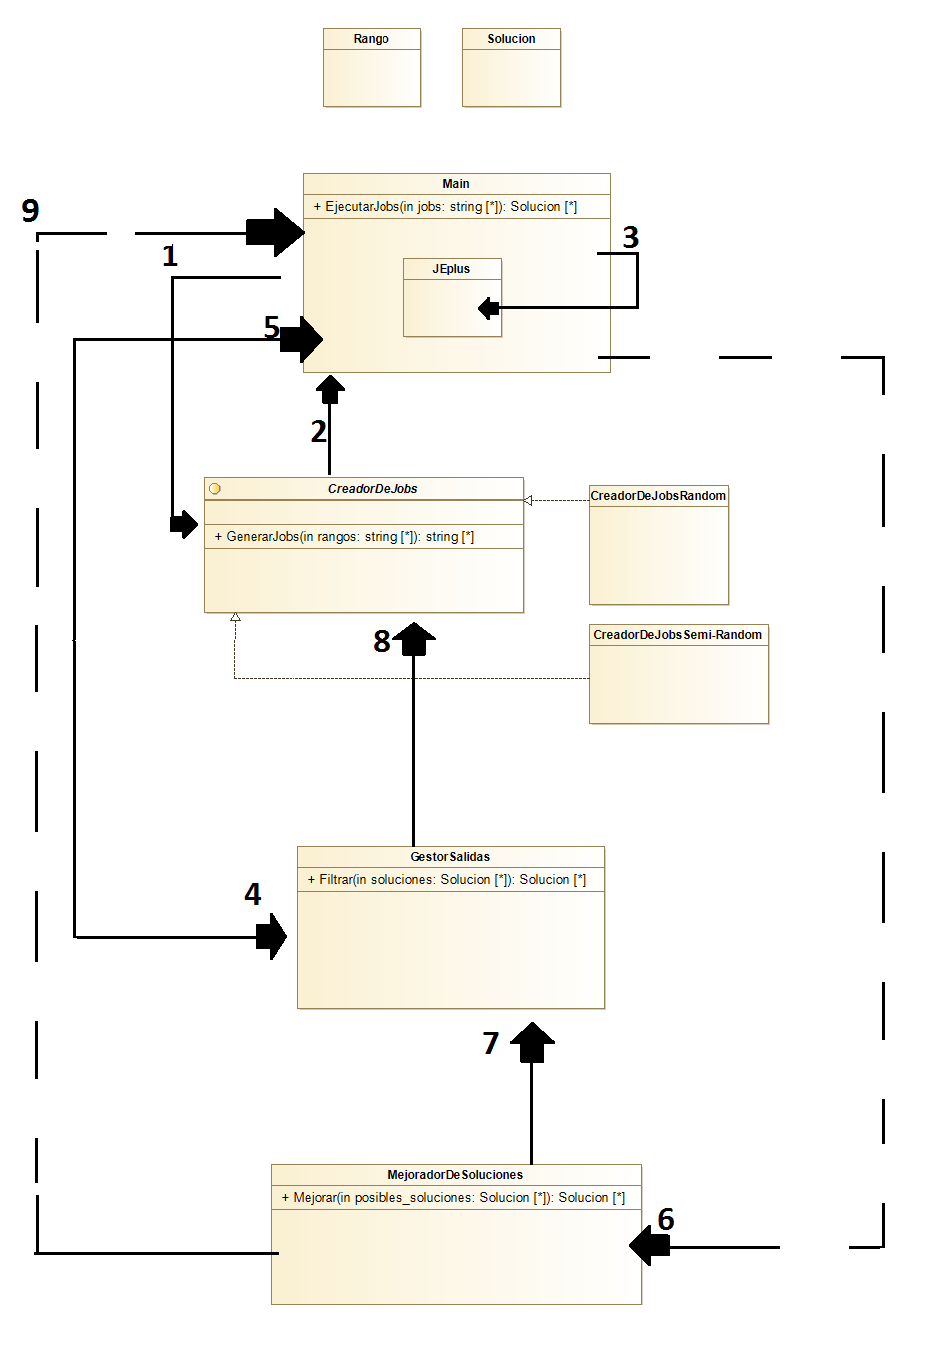 Rango
Solucion
Main
+ EjecutarJobs(in jobs: string [*]): Solucion [*]
9
1
3
JEplus
5
2
CreadorDeJobs
+ GenerarJobs(in rangos: string [*]): string [*]
CreadorDeJobsRandom
8
CreadorDeJobsSemi-Random
GestorSalidas
+ Filtrar(in soluciones: Solucion [*]): Solucion [*]
4
7
MejoradorDeSoluciones
+ Mejorar(in posibles_soluciones: Solucion [*]): Solucion [*]
6